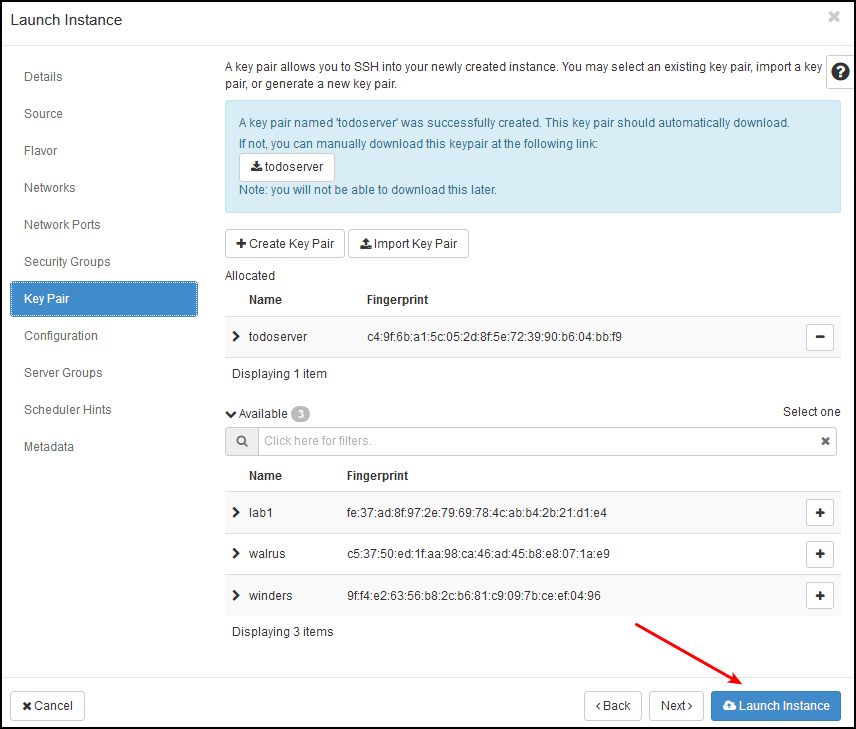 Launch Instance
Details
Source
Flavor
Networks
Network Ports
Security Groups
Key Pair
Configuration
Server Groups
Scheduler Hints
Metadata
A key pair allows you to SSH into your newly created instance. You may select an existing key pair, import a key
pair, or generate a new key pair.
A key pair named 'todoserver' was successfully created. This key pair should automatically download.
If not, you can manually download this keypair at the following link:
todoserver
Note: you will not be able to download this later.
Create Key Pair Import Key Pair
Allocated
Name Fingerprint
todoserver c4:9f:6b:a1:5c:05:2d:8f:5e:72:39:90:b6:04:bb:f9
Displaying 1 item
Available 3 Select one
Click here for filters.
Name Fingerprint
lab1 fe:37:ad:8f:97:2e:79:69:78:4c:ab:b4:2b:21:d1:e4
walrus c5:37:50:ed:1f:aa:98:ca:46:ad:45:b8:e8:07:1a:e9
winders 9f:f4:e2:63:56:b8:2c:b6:81:c9:09:7b:ce:ef:04:96
Displaying 3 items
Cancel < Back Next > Launch Instance